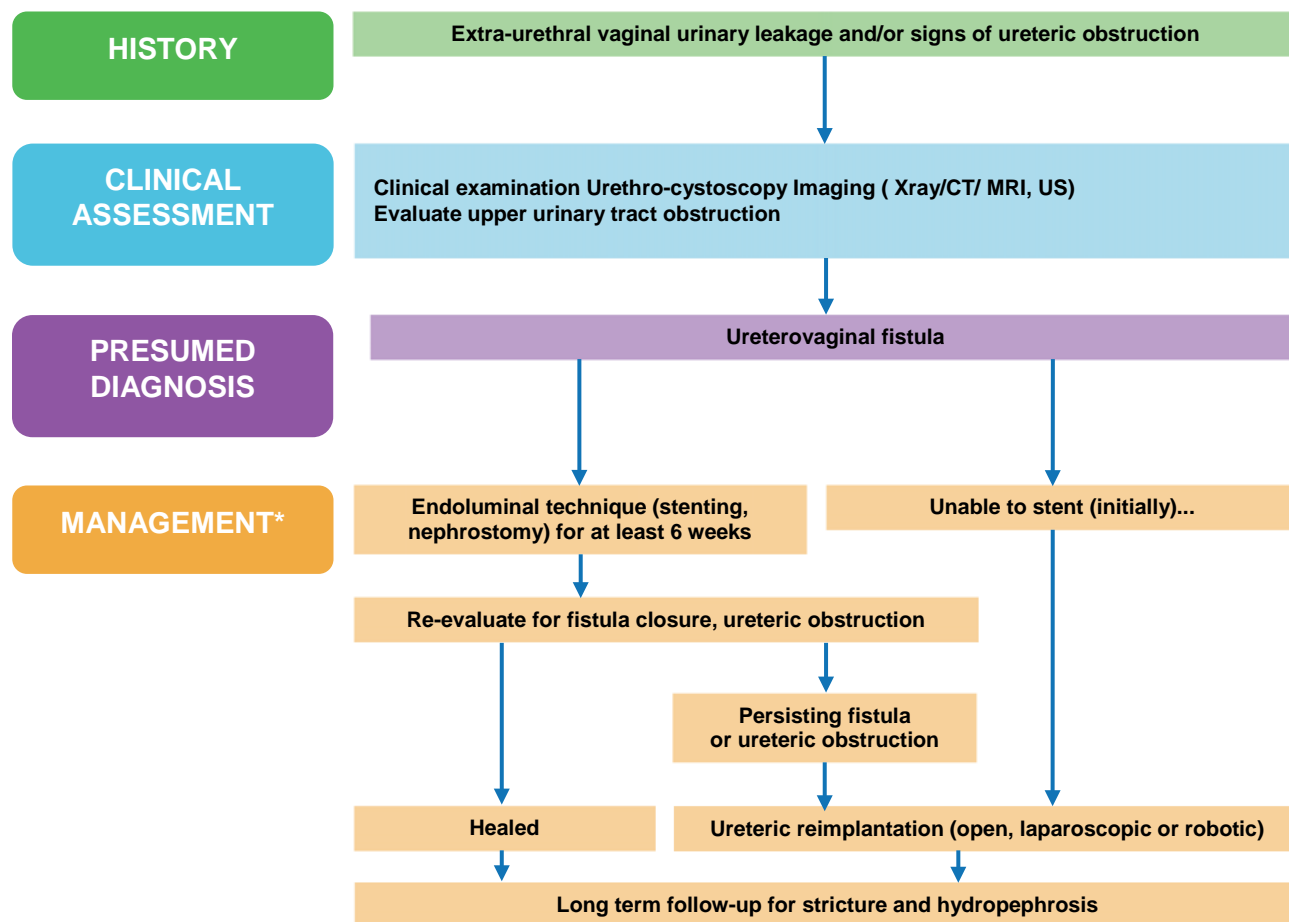 HISTORY
Extra-urethral vaginal urinary leakage and/or signs of ureteric obstruction
CLINICAL
ASSESSMENT
Clinical examination Urethro-cystoscopy Imaging ( Xray/CT/ MRI, US)
Evaluate upper urinary tract obstruction
PRESUMED
DIAGNOSIS
Ureterovaginal fistula
MANAGEMENT*
Endoluminal technique (stenting,
nephrostomy) for at least 6 weeks
Unable to stent (initially)...
Re-evaluate for fistula closure, ureteric obstruction
Persisting fistula
or ureteric obstruction
Healed
Ureteric reimplantation (open, laparoscopic or robotic)
Long term follow-up for stricture and hydropephrosis